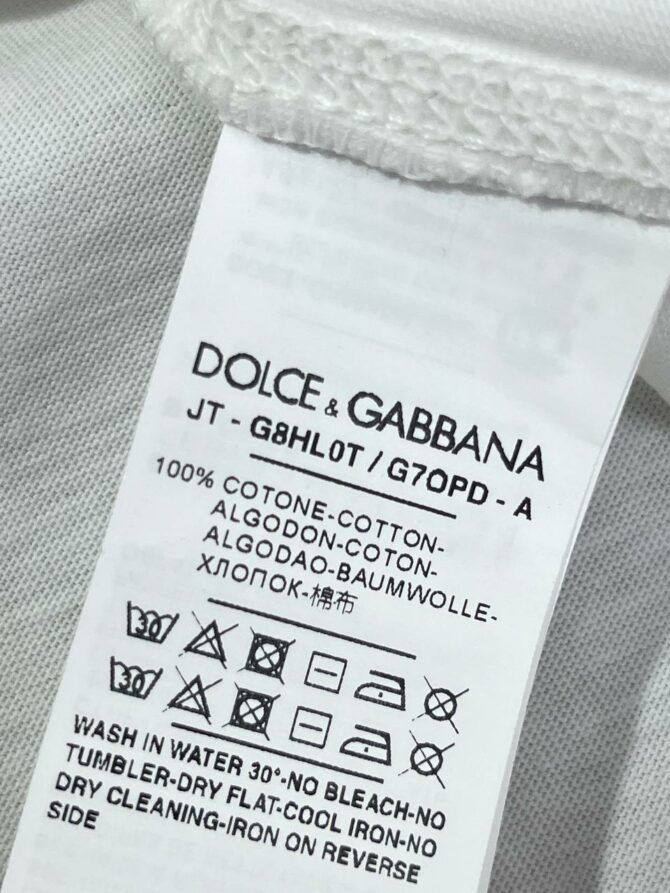 DOLCE & GABBANA
JT - G8HL0T / G7OPD - A
100% COTONE-COTTON-
ALGODON-COTON-
ALGODAO-BAUMWOLLE-
ХЛОПОК-棉布
30
30
WASH IN WATER 30°-NO BLEACH-NO
TUMBLER-DRY FLAT-COOL IRON-NO
DRY CLEANING-IRON ON REVERSE
SIDE